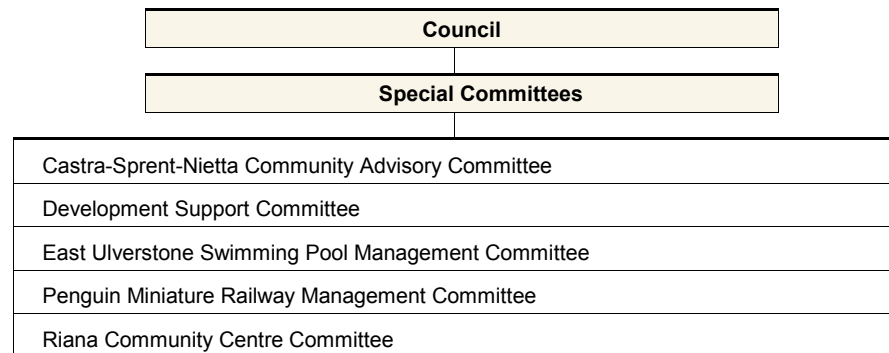 Council
Special Committees
Castra-Sprent-Nietta Community Advisory Committee
Development Support Committee
East Ulverstone Swimming Pool Management Committee
Penguin Miniature Railway Management Committee
Riana Community Centre Committee